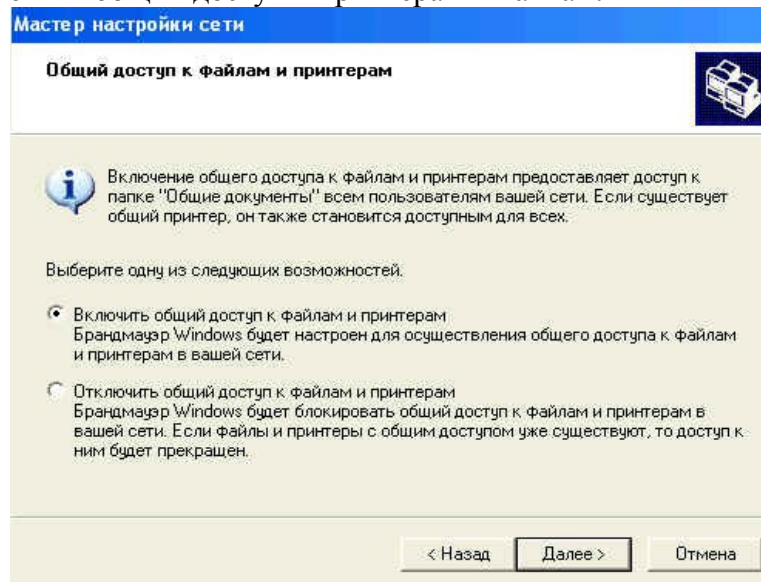 Мастер настройки сети
Общий доступ к файлам и принтерам
Включение общего доступа к файлам и принтерам предоставляет доступ к
папке "Общие документы" всем пользователям вашей сети. Если существует
общий принтер, он также становится доступным для всех.
Выберите одну из следующих возможностей.
Включить общий доступ к файлам и принтерам
Брандмауэр Windows будет настроен для осуществления общего доступа к файлам
и принтерам в вашей сети.
Отключить общий доступ к файлам и принтерам
Брандмауэр Windows будет блокировать общий доступ к файлам и принтерам в
вашей сети. Если файлы и принтеры с общим доступом уже существуют, то доступ к
ним будет прекращен.
< Назад Далее > Отмена